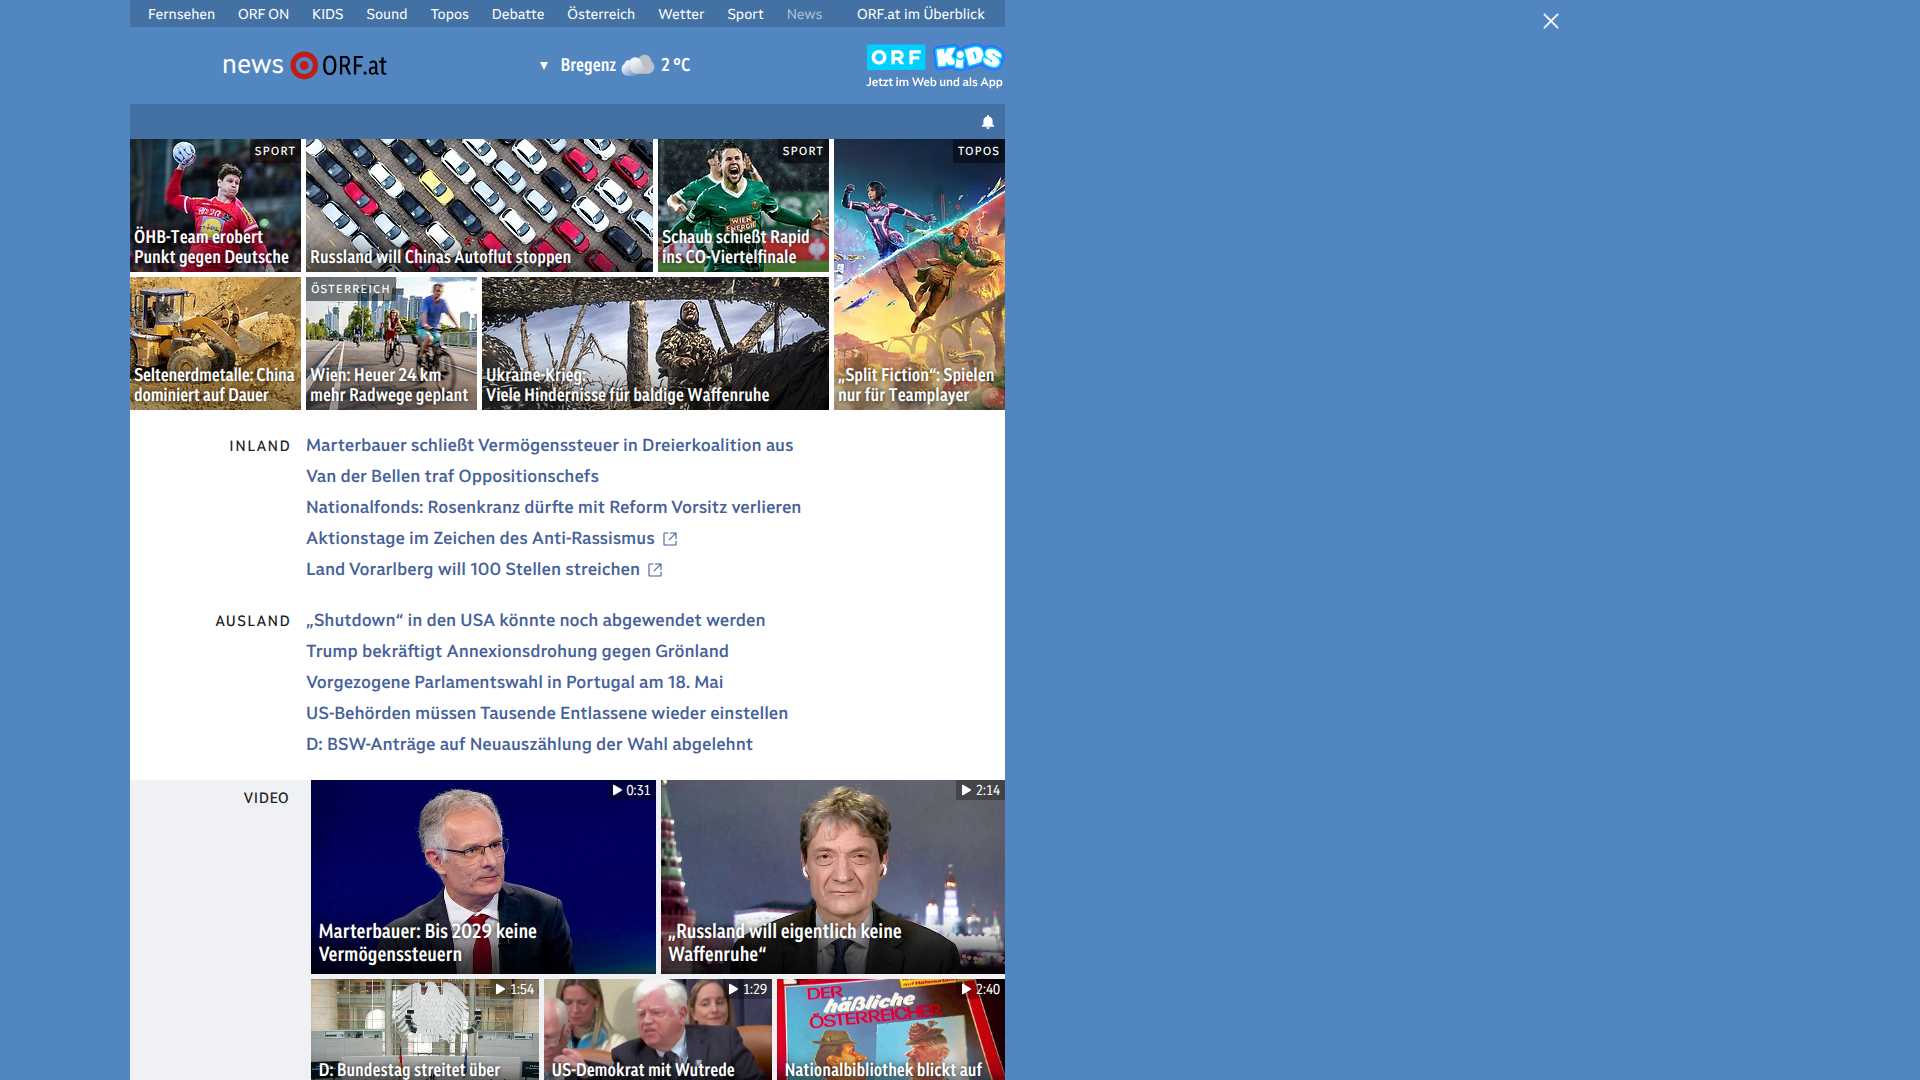 Fernsehen ORF ON KIDS Sound Topos Debatte Österreich Wetter Sport News ORF.at im Überblick
news ORF.at
Bregenz 2 °C
ORF KiDS
Jetzt im Web und als App
SPORT
ÖHB-Team erobert
Punkt gegen Deutsche
Russland will Chinas Autoflut stoppen
SPORT
WIEN
ENERGIE
Schaub schießt Rapid
ins CO-Viertelfinale
TOPOS
„Split Fiction“: Spielen
nur für Teamplayer
Seltenerdmetalle: China
dominiert auf Dauer
ÖSTERREICH
Wien: Heuer 24 km
mehr Radwege geplant
Ukraine-Krieg:
Viele Hindernisse für baldige Waffenruhe
INLAND
Marterbauer schließt Vermögenssteuer in Dreierkoalition aus
Van der Bellen traf Oppositionschefs
Nationalfonds: Rosenkranz dürfte mit Reform Vorsitz verlieren
Aktionstage im Zeichen des Anti-Rassismus
Land Vorarlberg will 100 Stellen streichen
AUSLAND
„Shutdown“ in den USA könnte noch abgewendet werden
Trump bekräftigt Annexionsdrohung gegen Grönland
Vorgezogene Parlamentswahl in Portugal am 18. Mai
US-Behörden müssen Tausende Entlassene wieder einstellen
D: BSW-Anträge auf Neuauszählung der Wahl abgelehnt
VIDEO
0:31
Marterbauer: Bis 2029 keine
Vermögenssteuern
2:14
„Russland will eigentlich keine
Waffenruhe“
1:54
D: Bundestag streitet über
1:29
US-Demokrat mit Wutrede
2:40
DER
häßliche
ÖSTERREICHER
Nationalbibliothek blickt auf